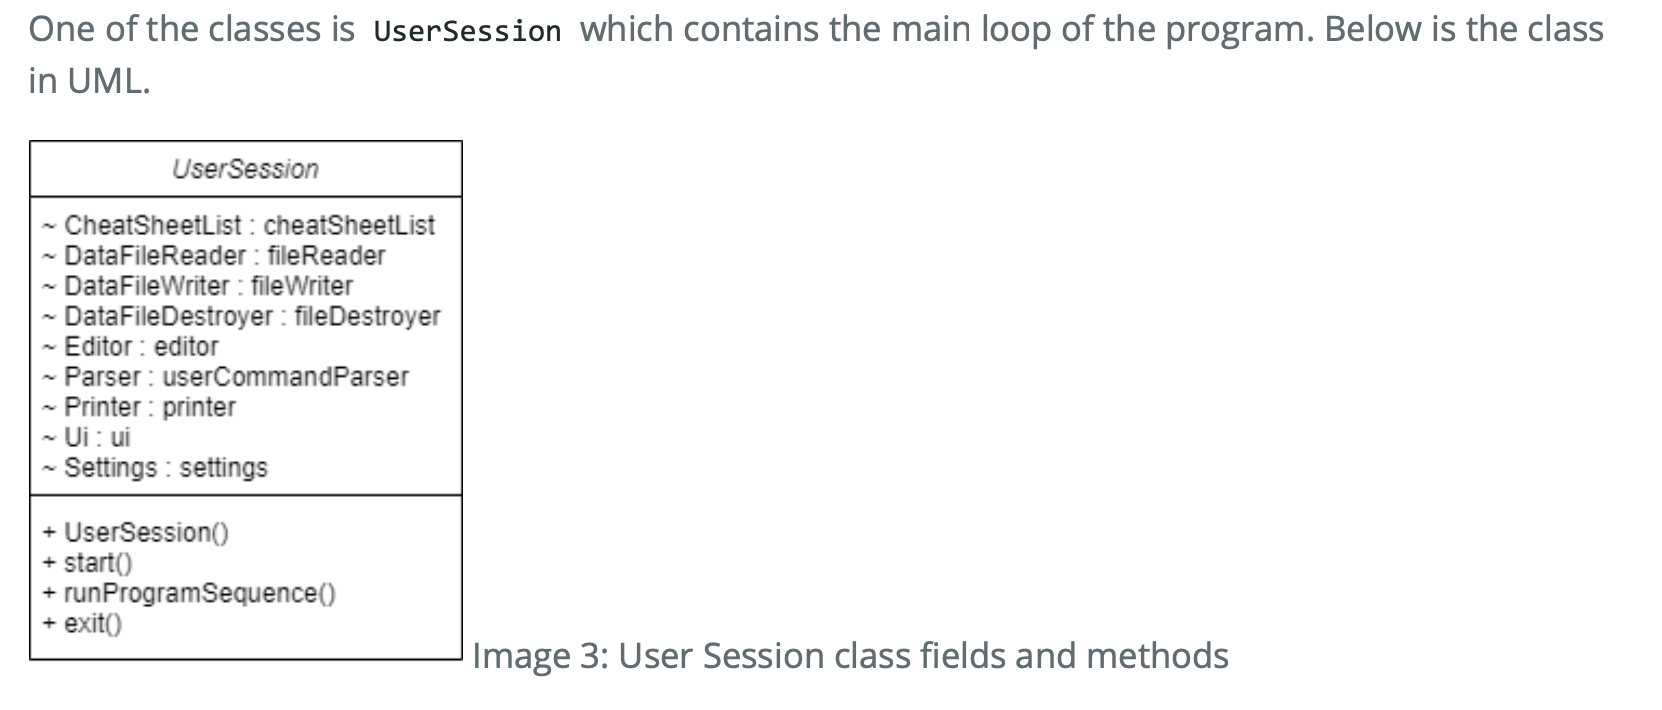 One of the classes is UserSession which contains the main loop of the program. Below is the class
in UML.
UserSession
~ CheatSheetList : cheatSheetList
~ DataFileReader : fileReader
~ DataFileWriter : fileWriter
~ DataFileDestroyer : fileDestroyer
~ Editor : editor
~ Parser : userCommandParser
~ Printer : printer
~ Ui : ui
~ Settings : settings
+ UserSession()
+ start()
+ runProgramSequence()
+ exit()
Image 3: User Session class fields and methods